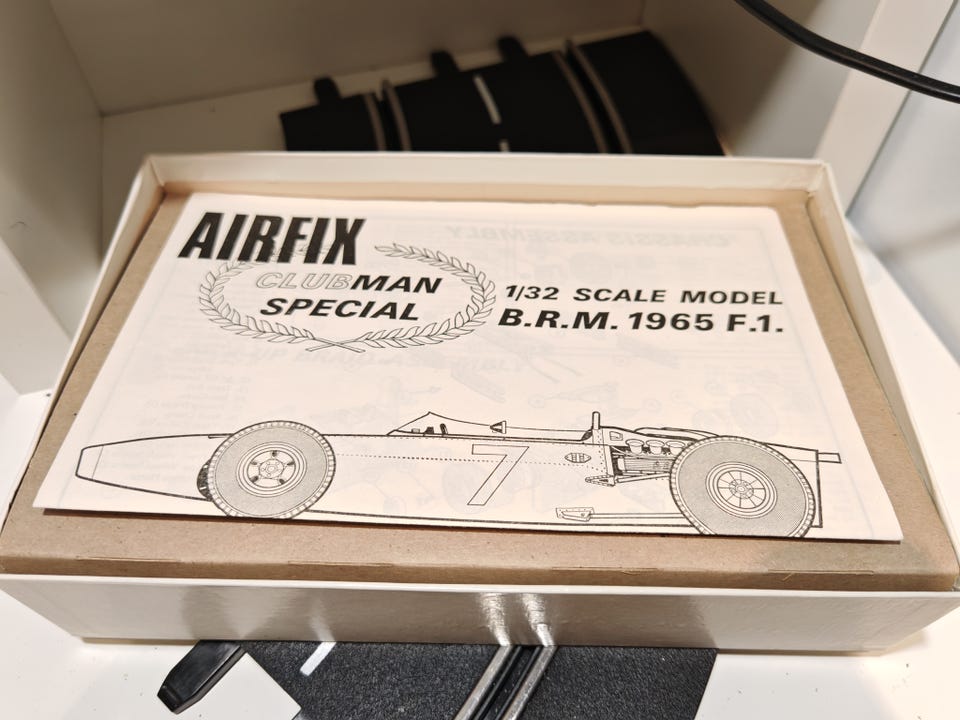 AIRFIX
CLUBMAN
SPECIAL
1/32 SCALE MODEL
B.R.M. 1965 F.1.
7